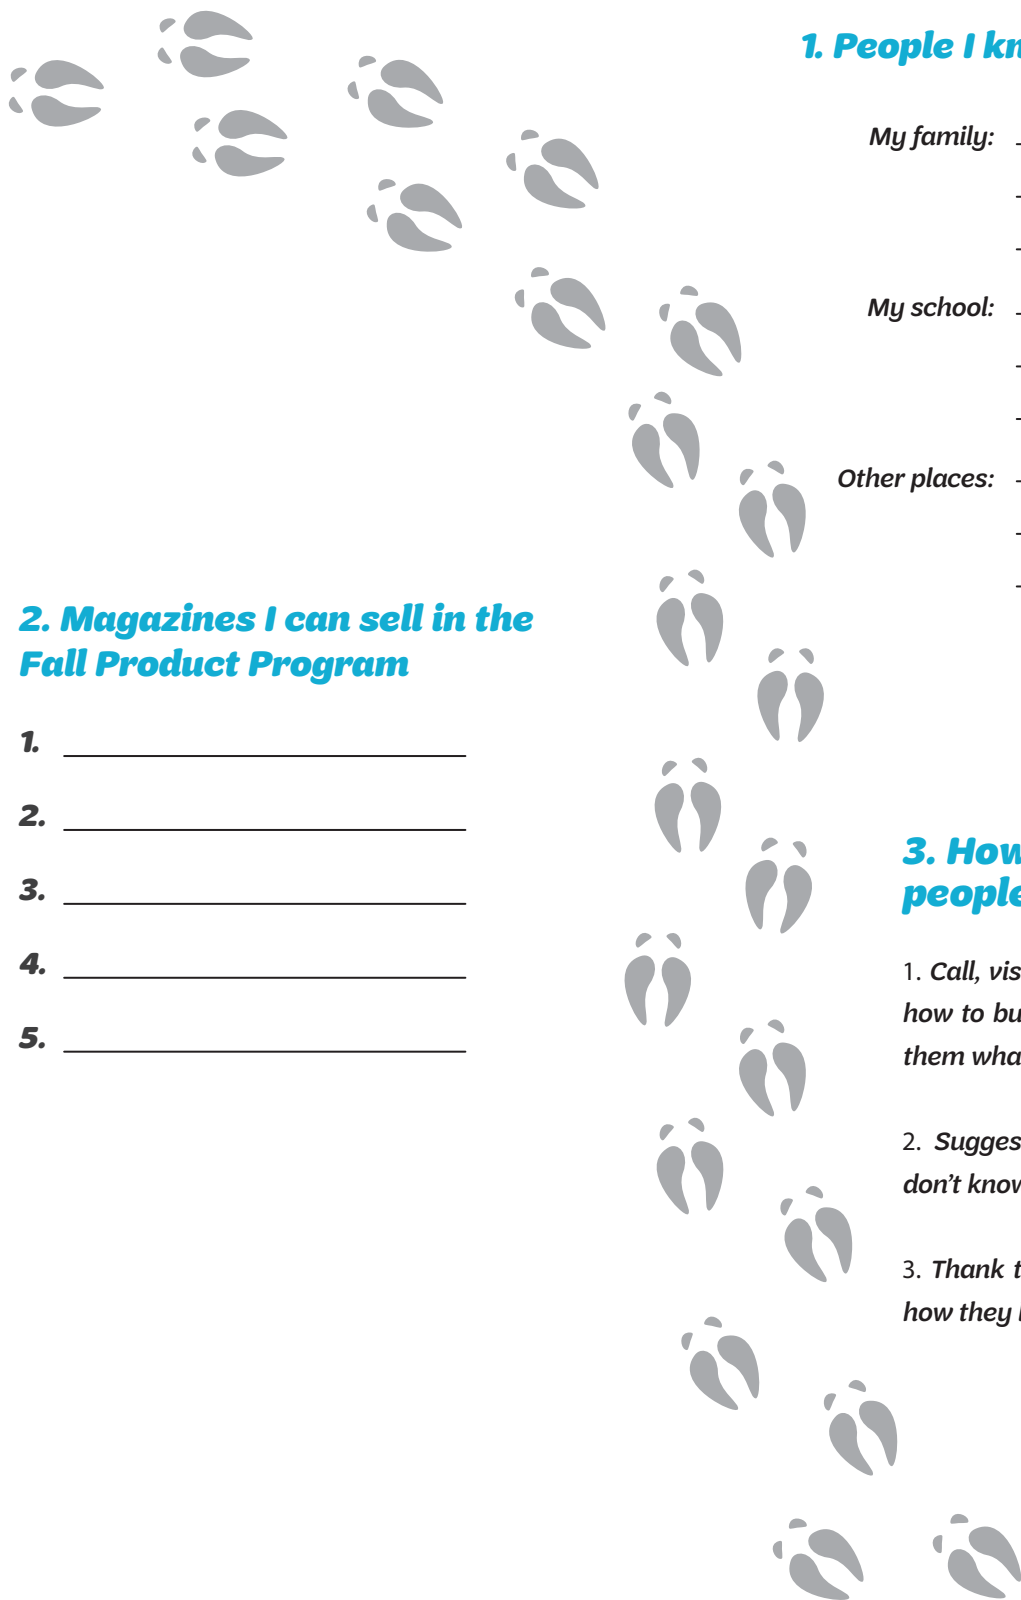 1. People I kn
My family:
My school:
Other places:
2. Magazines I can sell in the
Fall Product Program
1.
2.
3.
4.
5.
3. How
people
1. Call, vis
how to bu
them wha
2. Sugges
don't know
3. Thank t
how they